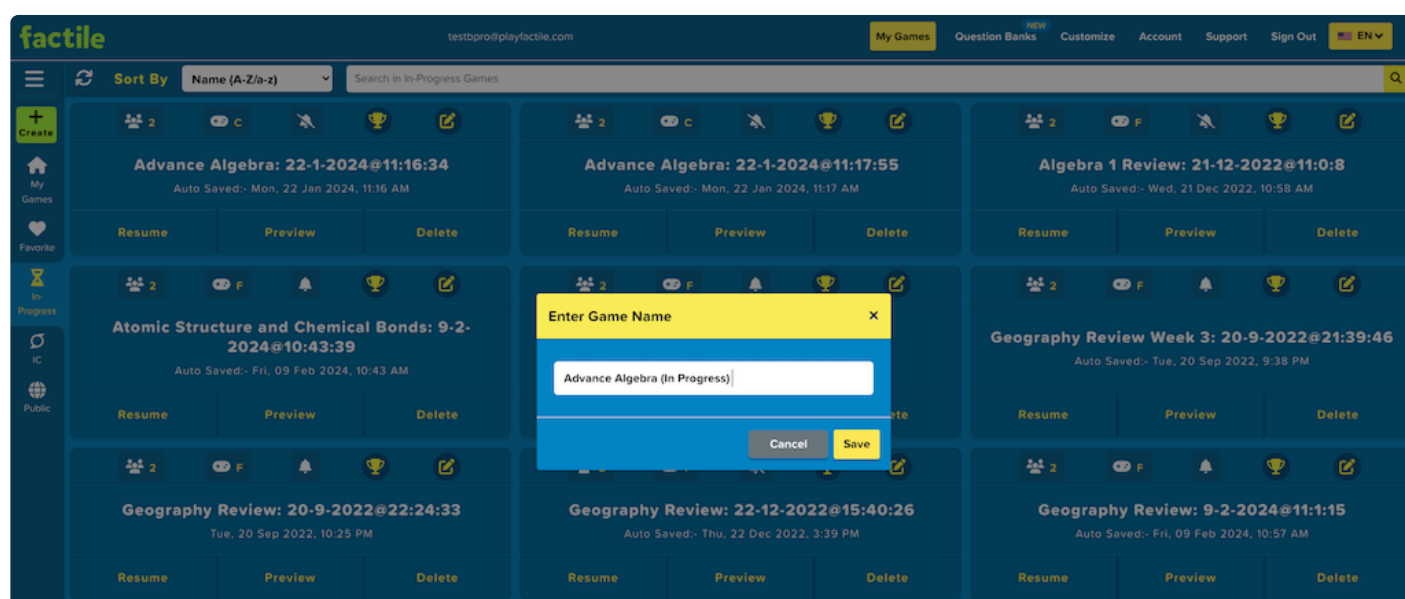 factile
testbpro@playfactile.com
My Games
NEW
Question Banks
Customize
Account
Support
Sign Out
EN
Sort By
Name (A-Z/a-z)
Search in In-Progress Games
+
Create
My
Games
Favorite
In-
Progress
IC
Public
2 C
Advance Algebra: 22-1-2024@11:16:34
Auto Saved:- Mon, 22 Jan 2024, 11:16 AM
Resume Preview Delete
2 C
Advance Algebra: 22-1-2024@11:17:55
Auto Saved:- Mon, 22 Jan 2024, 11:17 AM
Resume Preview Delete
2 F
Algebra 1 Review: 21-12-2022@11:0:8
Auto Saved:- Wed, 21 Dec 2022, 10:58 AM
Resume Preview Delete
2 F
Atomic Structure and Chemical Bonds: 9-2-
2024@10:43:39
Auto Saved:- Fri, 09 Feb 2024, 10:43 AM
Resume Preview Delete
2 F
Enter Game Name ×
Advance Algebra (In Progress)
Cancel Save
2 F
Geography Review Week 3: 20-9-2022@21:39:46
Auto Saved:- Tue, 20 Sep 2022, 9:38 PM
Resume Preview Delete
2 F
Geography Review: 20-9-2022@22:24:33
Tue, 20 Sep 2022, 10:25 PM
Resume Preview Delete
Geography Review: 22-12-2022@15:40:26
Auto Saved:- Thu, 22 Dec 2022, 3:39 PM
Resume Preview Delete
2 F
Geography Review: 9-2-2024@11:1:15
Auto Saved:- Fri, 09 Feb 2024, 10:57 AM
Resume Preview Delete